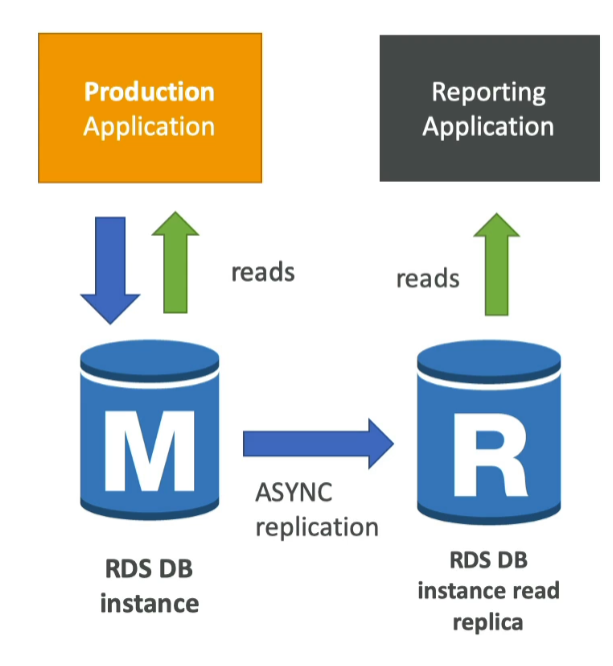 Production
Application
Reporting
Application
reads
reads
M
R
ASYNC
replication
RDS DB
instance
RDS DB
instance read
replica